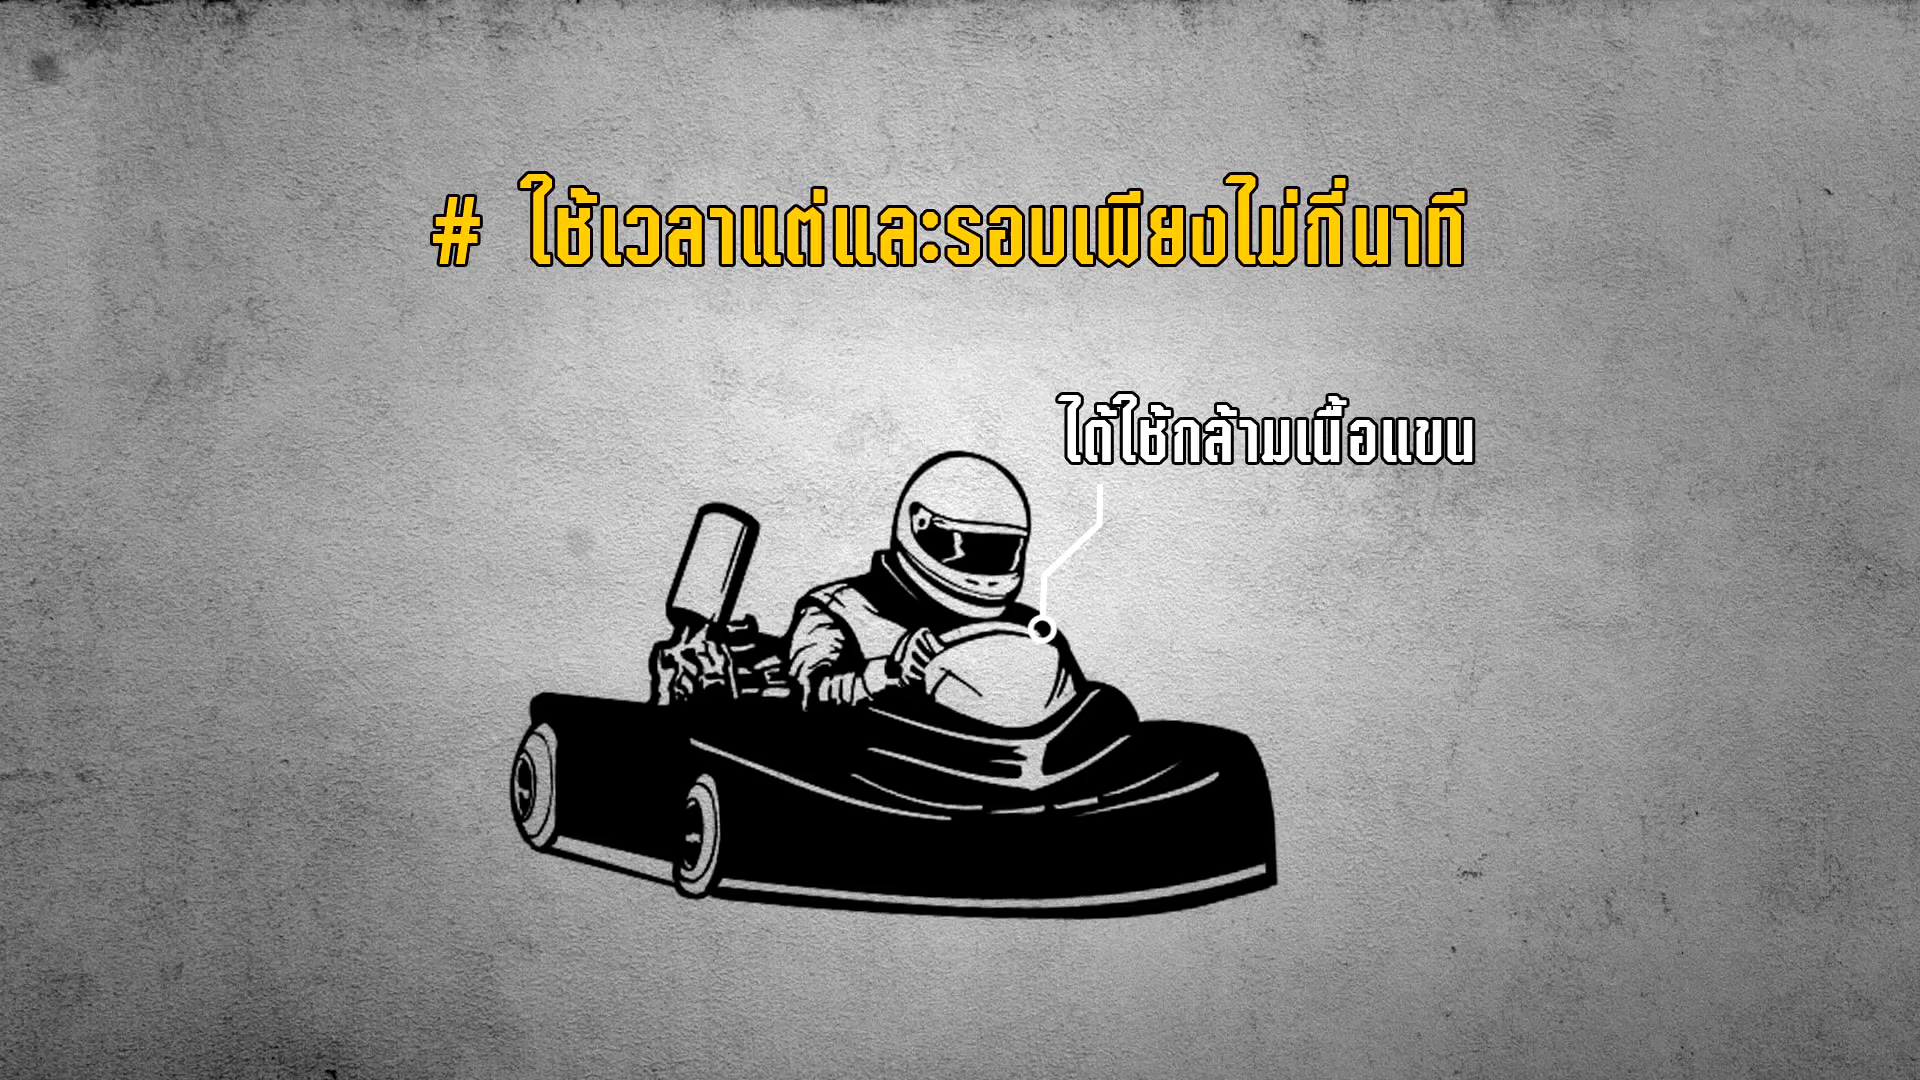 # ใช้เวลาแต่และรอบเพียงไม่กี่นาที
ได้ใช้กล้ามเนื้อแขน